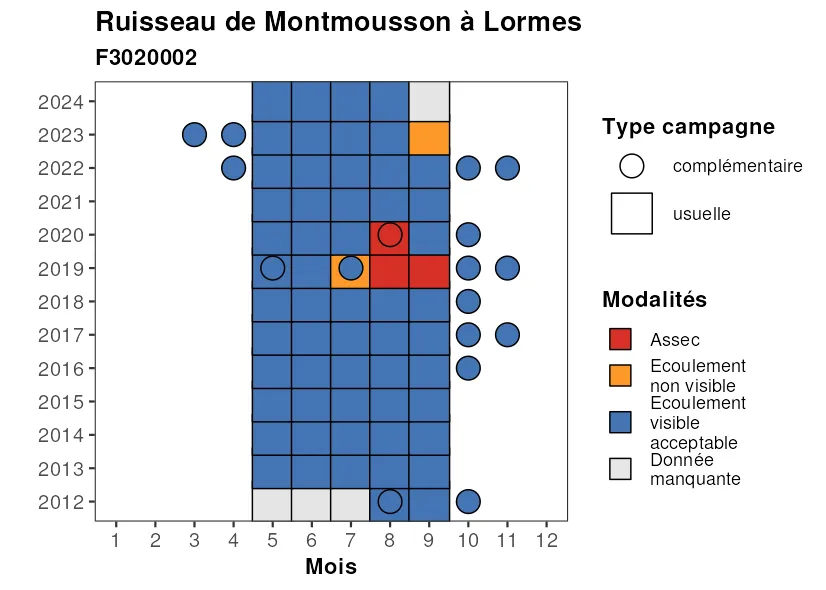 Ruisseau de Montmousson à Lormes
F3020002
2024
2023
2022
2021
2020
2019
2018
2017
2016
2015
2014
2013
2012
1 2 3 4 5 6 7 8 9 10 11 12
Mois
Type campagne
complémentaire
usuelle
Modalités
Assec
Ecoulement
non visible
Ecoulement
visible
acceptable
Donnée
manquante